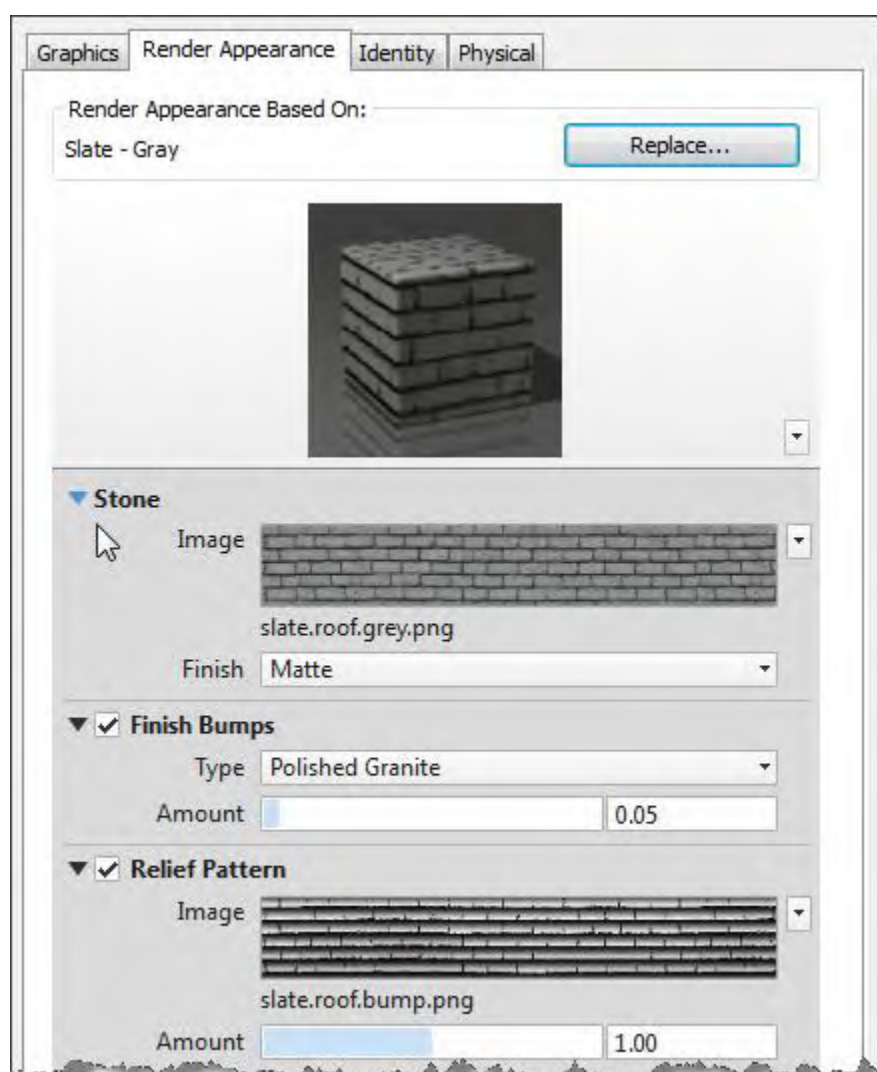 Graphics Render Appearance Identity Physical
Render Appearance Based On:
Slate - Gray Replace...
Stone
Image
slate.roof.grey.png
Finish Matte
Finish Bumps
Type Polished Granite
Amount 0.05
Relief Pattern
Image
slate.roof.bump.png
Amount 1.00